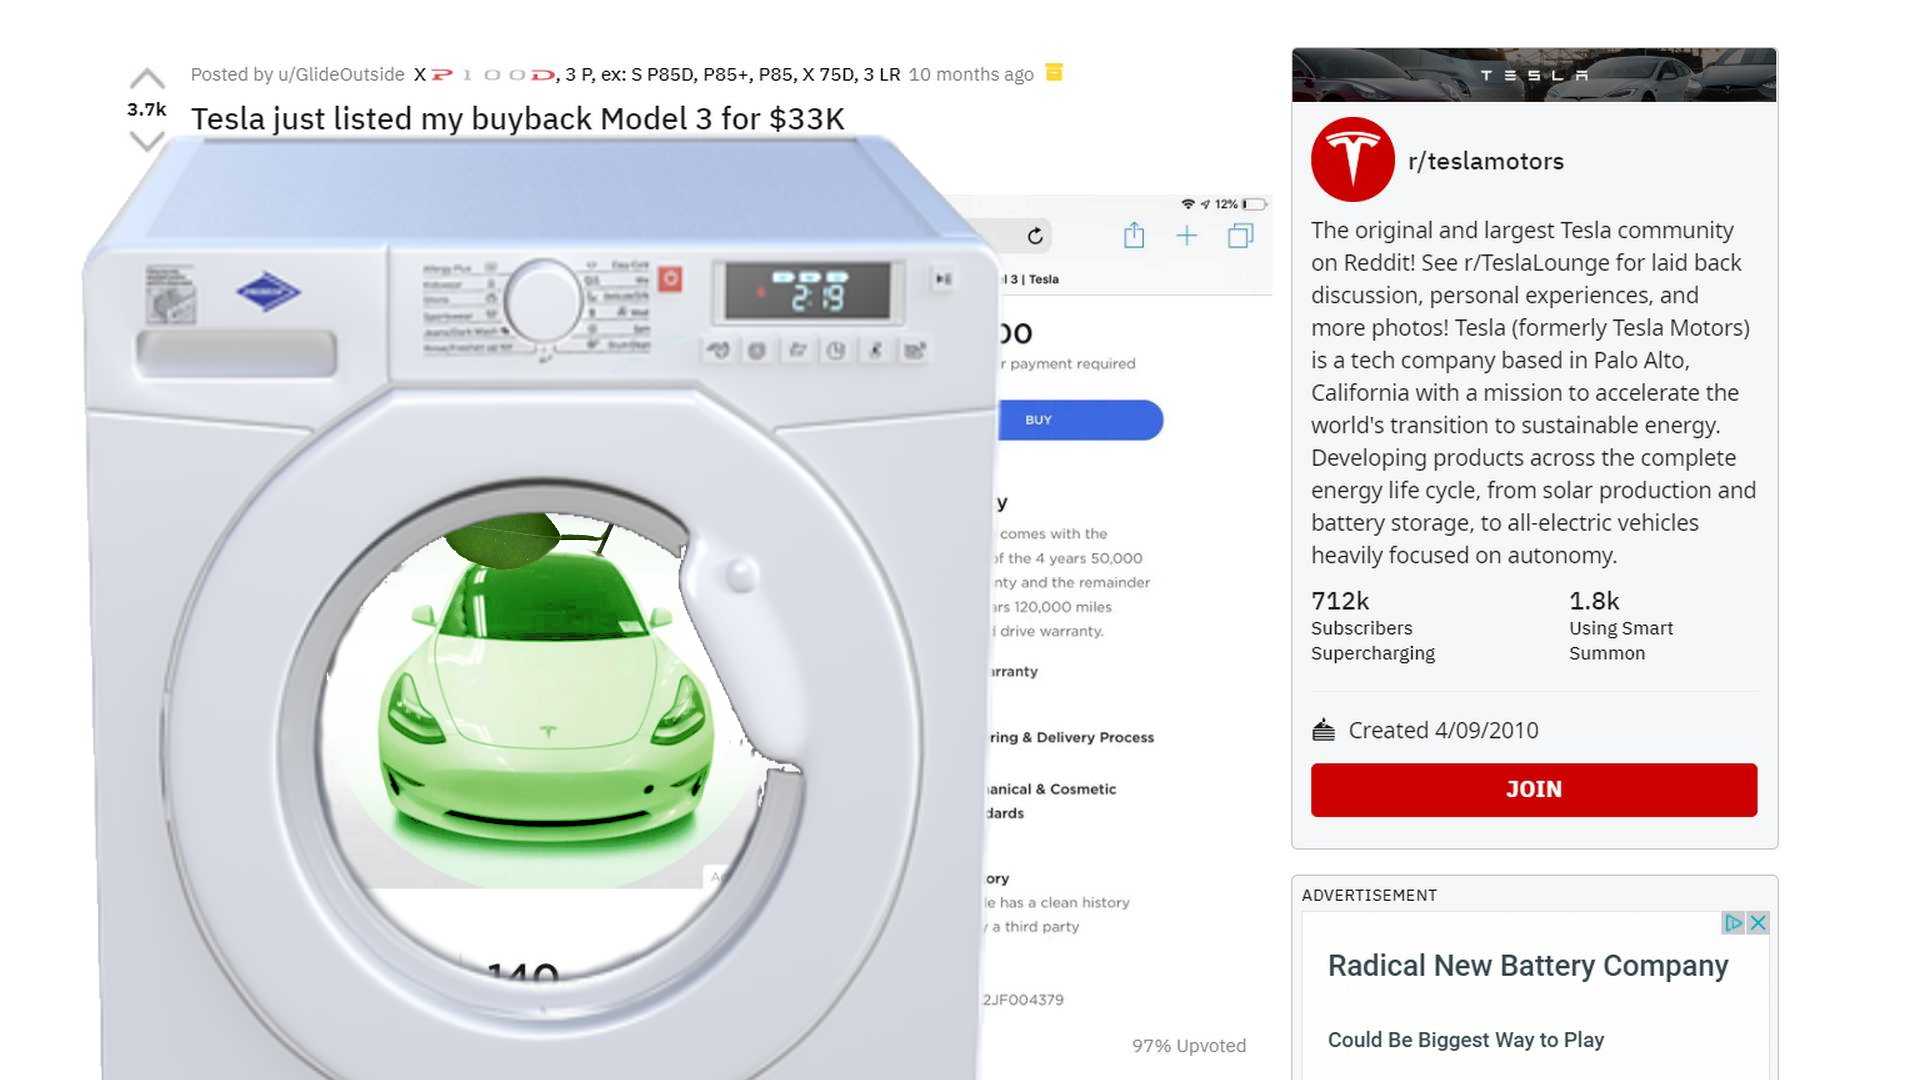 Posted by u/GlideOutside X P100D, 3 P, ex: S P85D, P85+, P85, X 75D, 3 LR 10 months ago
3.7k
Tesla just listed my buyback Model 3 for $33K
12%
l 3 | Tesla
2:19
00
r payment required
BUY
y
comes with the
of the 4 years 50,000
nty and the remainder
ars 120,000 miles
drive warranty.
arranty
ring & Delivery Process
anical & Cosmetic
dards
ory
le has a clean history
y a third party
140
2JF004379
97% Upvoted
TESLA
r/teslamotors
The original and largest Tesla community
on Reddit! See r/TeslaLounge for laid back
discussion, personal experiences, and
more photos! Tesla (formerly Tesla Motors)
is a tech company based in Palo Alto,
California with a mission to accelerate the
world's transition to sustainable energy.
Developing products across the complete
energy life cycle, from solar production and
battery storage, to all-electric vehicles
heavily focused on autonomy.
712k
Subscribers
Supercharging
1.8k
Using Smart
Summon
Created 4/09/2010
JOIN
ADVERTISEMENT
Radical New Battery Company
Could Be Biggest Way to Play